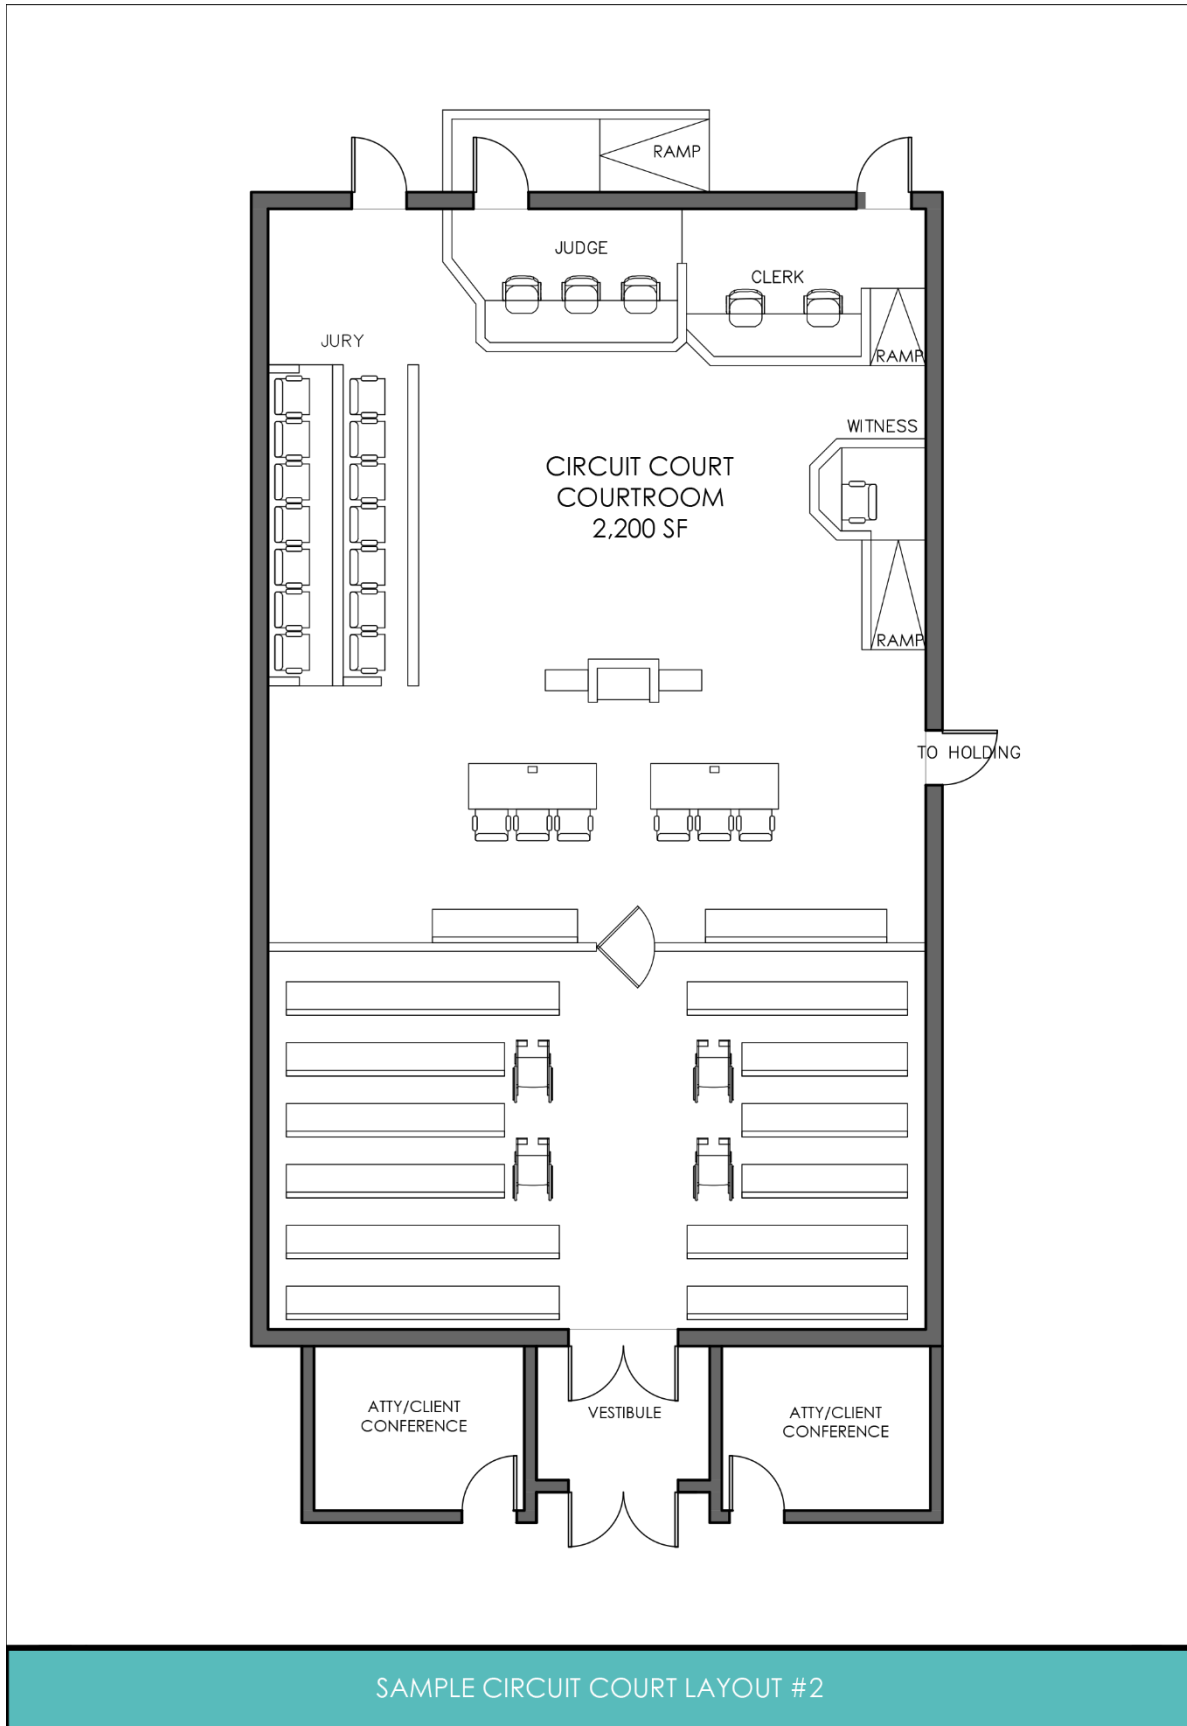 RAMP
JUDGE
CLERK
JURY
RAMP
WITNESS
CIRCUIT COURT
COURTROOM
2,200 SF
RAMP
TO HOLDING
ATTY/CLIENT
CONFERENCE
VESTIBULE
ATTY/CLIENT
CONFERENCE
SAMPLE CIRCUIT COURT LAYOUT #2